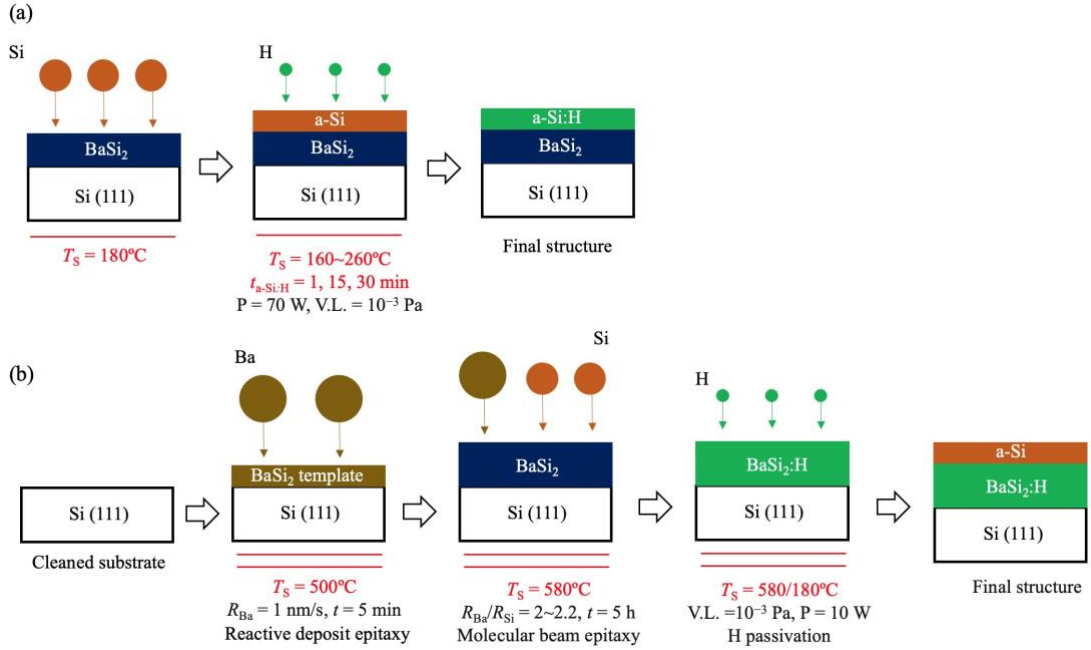 (a)
Si
BaSi₂
Si (111)
Tₛ = 180ºC
H
a-Si
BaSi₂
Si (111)
Tₛ = 160~260ºC
tₐ₋Si:H = 1, 15, 30 min
P = 70 W, V.L. = 10⁻³ Pa
a-Si:H
BaSi₂
Si (111)
Final structure
(b)
Si (111)
Cleaned substrate
Ba
BaSi₂ template
Si (111)
Tₛ = 500ºC
R_Ba = 1 nm/s, t = 5 min
Reactive deposit epitaxy
Si
BaSi₂
Si (111)
Tₛ = 580ºC
R_Ba/R_Si = 2~2.2, t = 5 h
Molecular beam epitaxy
H
BaSi₂:H
Si (111)
Tₛ = 580/180ºC
V.L. =10⁻³ Pa, P = 10 W
H passivation
a-Si
BaSi₂:H
Si (111)
Final structure